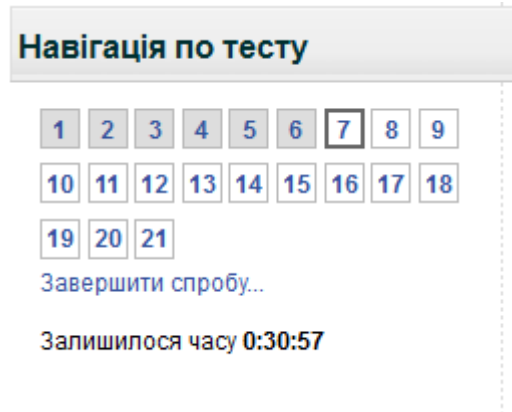 Навігація по тесту
1 2 3 4 5 6 7 8 9
10 11 12 13 14 15 16 17 18
19 20 21
Завершити спробу...
Залишилося часу 0:30:57